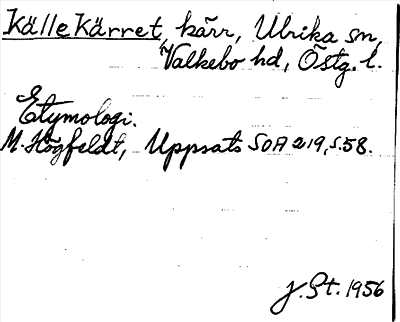 Källekärret, kärr, Ulrika sn,
Valkebo hd, Östg. l.
Etymologi.
M. Högfeldt, Uppsats SOA 219, s. 58.
J. St. 1956